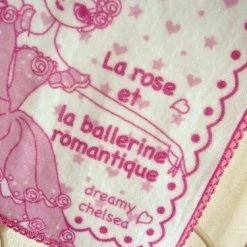 La rose
et
la ballerine
romantique
dreamy
chelsea